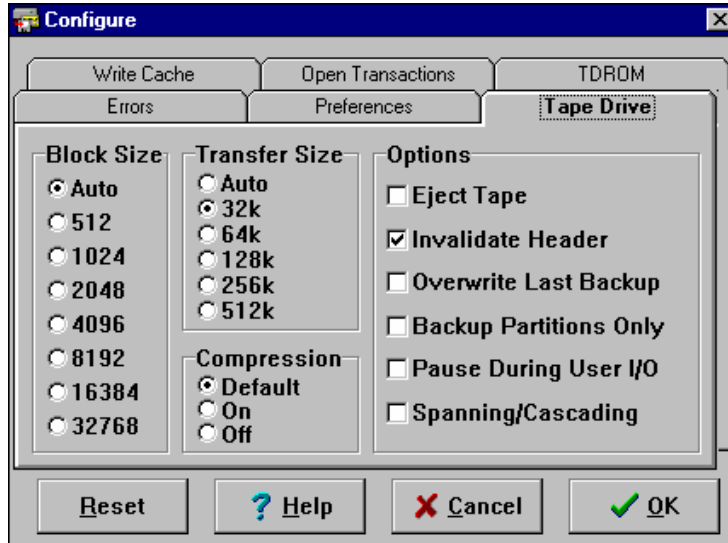 Configure
Write Cache
Open Transactions
TDROM
Errors
Preferences
Tape Drive
Block Size
Auto
512
1024
2048
4096
8192
16384
32768
Transfer Size
Auto
32k
64k
128k
256k
512k
Compression
Default
On
Off
Options
Eject Tape
Invalidate Header
Overwrite Last Backup
Backup Partitions Only
Pause During User I/O
Spanning/Cascading
Reset
? Help
Cancel
OK